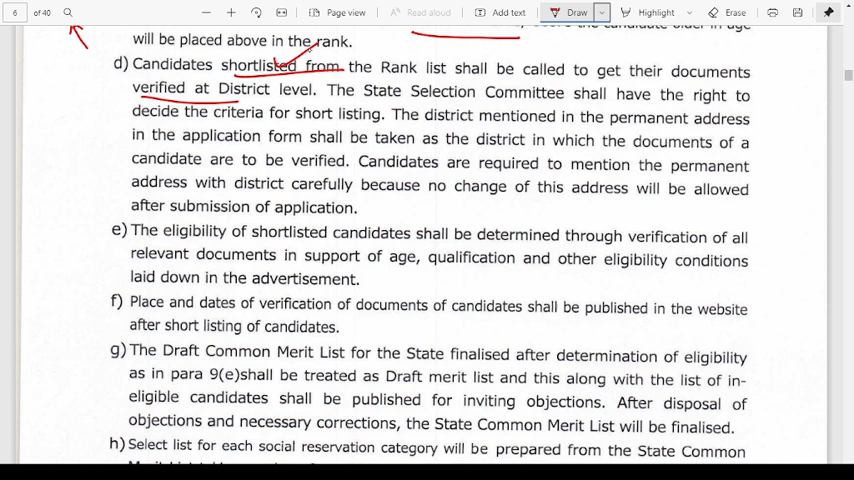 6 of 40 Page view Read aloud Add text Draw Highlight Erase
will be placed above in the rank.
d) Candidates shortlisted from the Rank list shall be called to get their documents
verified at District level. The State Selection Committee shall have the right to
decide the criteria for short listing. The district mentioned in the permanent address
in the application form shall be taken as the district in which the documents of a
candidate are to be verified. Candidates are required to mention the permanent
address with district carefully because no change of this address will be allowed
after submission of application.
e) The eligibility of shortlisted candidates shall be determined through verification of all
relevant documents in support of age, qualification and other eligibility conditions
laid down in the advertisement.
f) Place and dates of verification of documents of candidates shall be published in the website
after short listing of candidates.
g) The Draft Common Merit List for the State finalised after determination of eligibility
as in para 9(e)shall be treated as Draft merit list and this along with the list of in-
eligible candidates shall be published for inviting objections. After disposal of
objections and necessary corrections, the State Common Merit List will be finalised.
h) Select list for each social reservation category will be prepared from the State Common